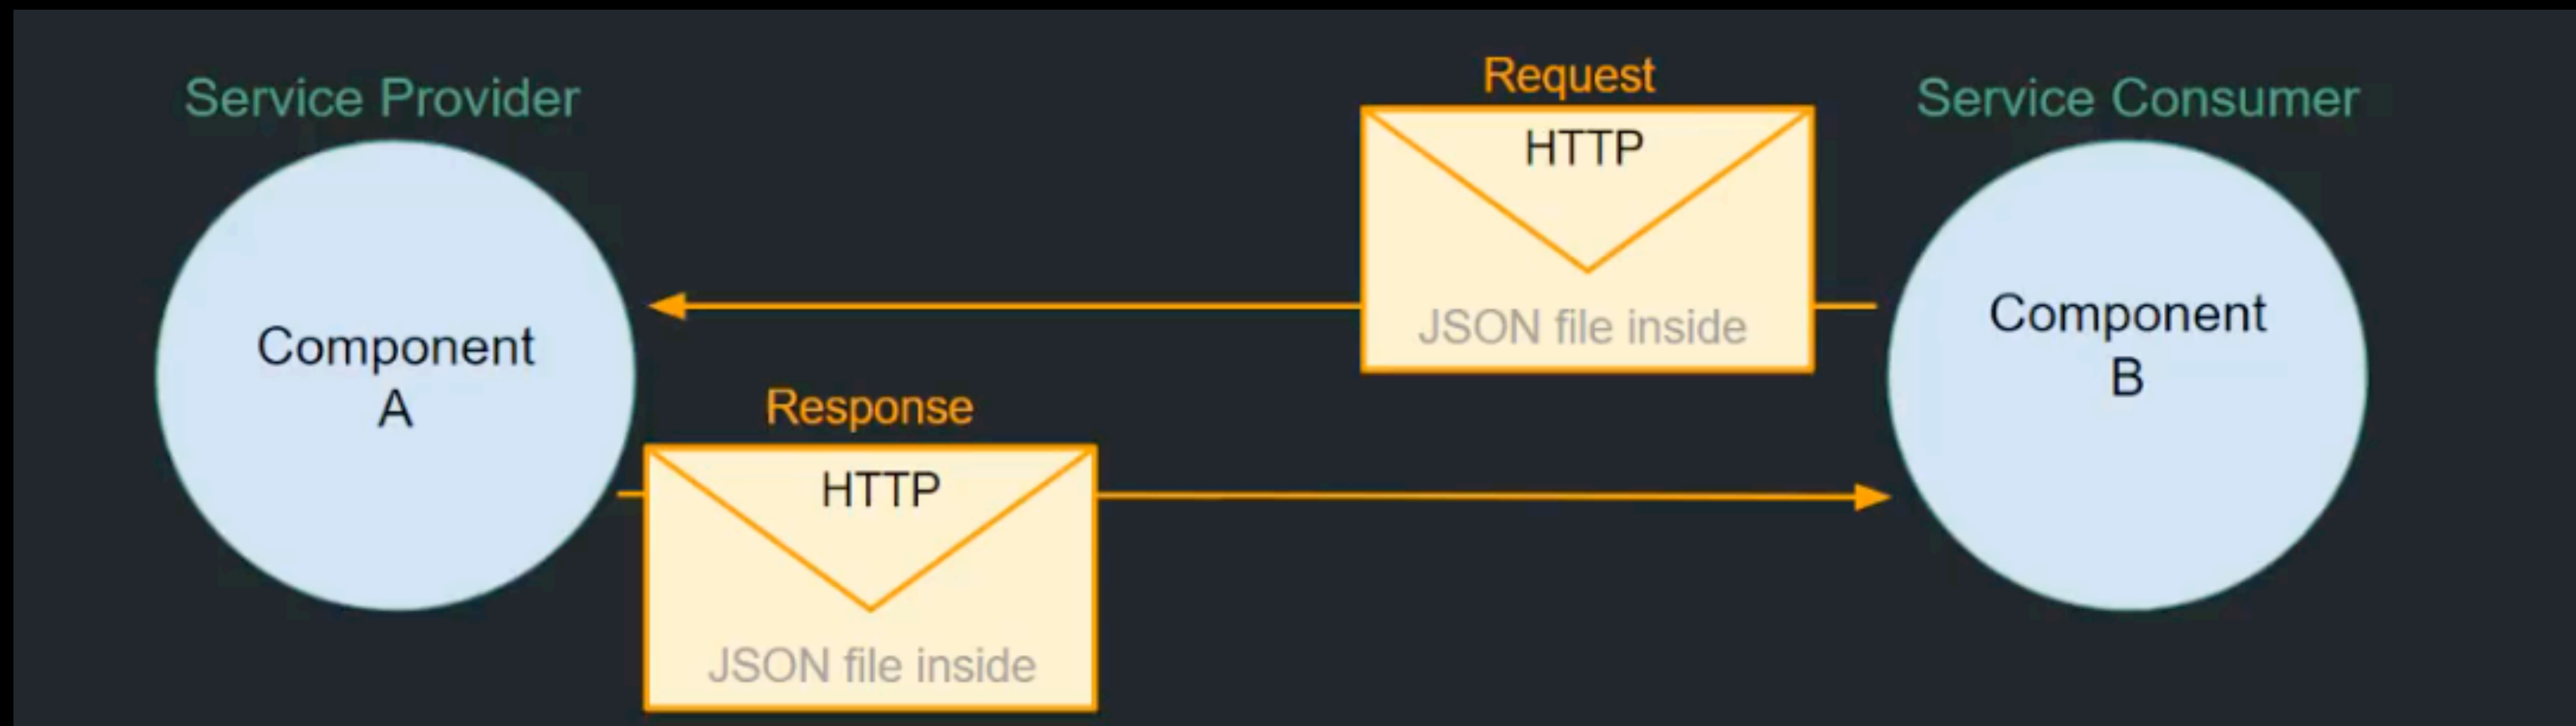 Service Provider
Component
A
Request
HTTP
JSON file inside
Response
HTTP
JSON file inside
Service Consumer
Component
B